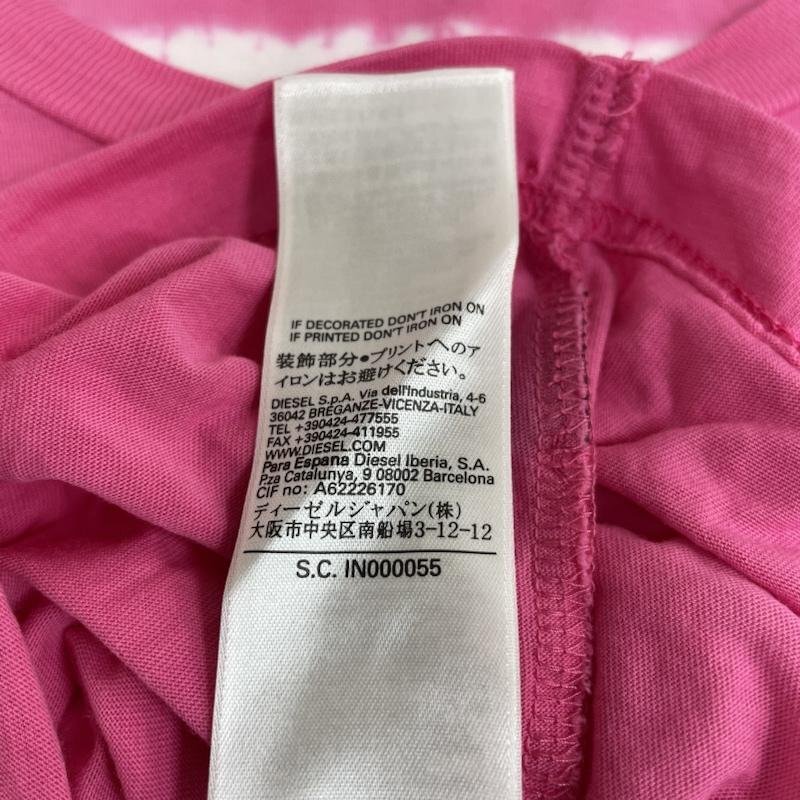 IF DECORATED DON'T IRON ON
IF PRINTED DON'T IRON ON
装飾部分●プリントへのア
イロンはお避けください。
DIESEL S.p.A. Via dell'Industria, 4-6
36042 BREGANZE-VICENZA-ITALY
TEL +390424-477555
FAX +390424-411955
WWW.DIESEL.COM
Para Espana Diesel Iberia, S.A.
Pza Catalunya, 9 08002 Barcelona
CIF no: A62226170
ディーゼルジャパン(株)
大阪市中央区南船場3-12-12
S.C. IN000055